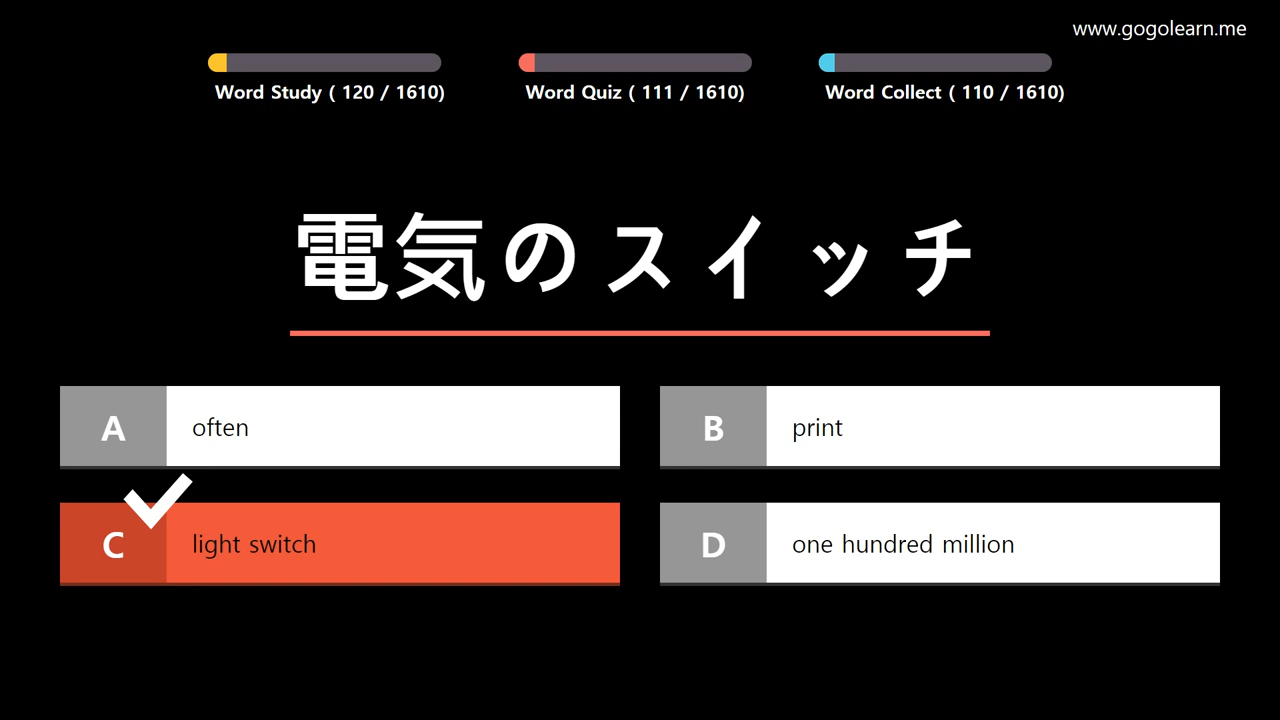 www.gogolearn.me
Word Study ( 120 / 1610)
Word Quiz ( 111 / 1610)
Word Collect ( 110 / 1610)
電気のスイッチ
A often
B print
C light switch
D one hundred million